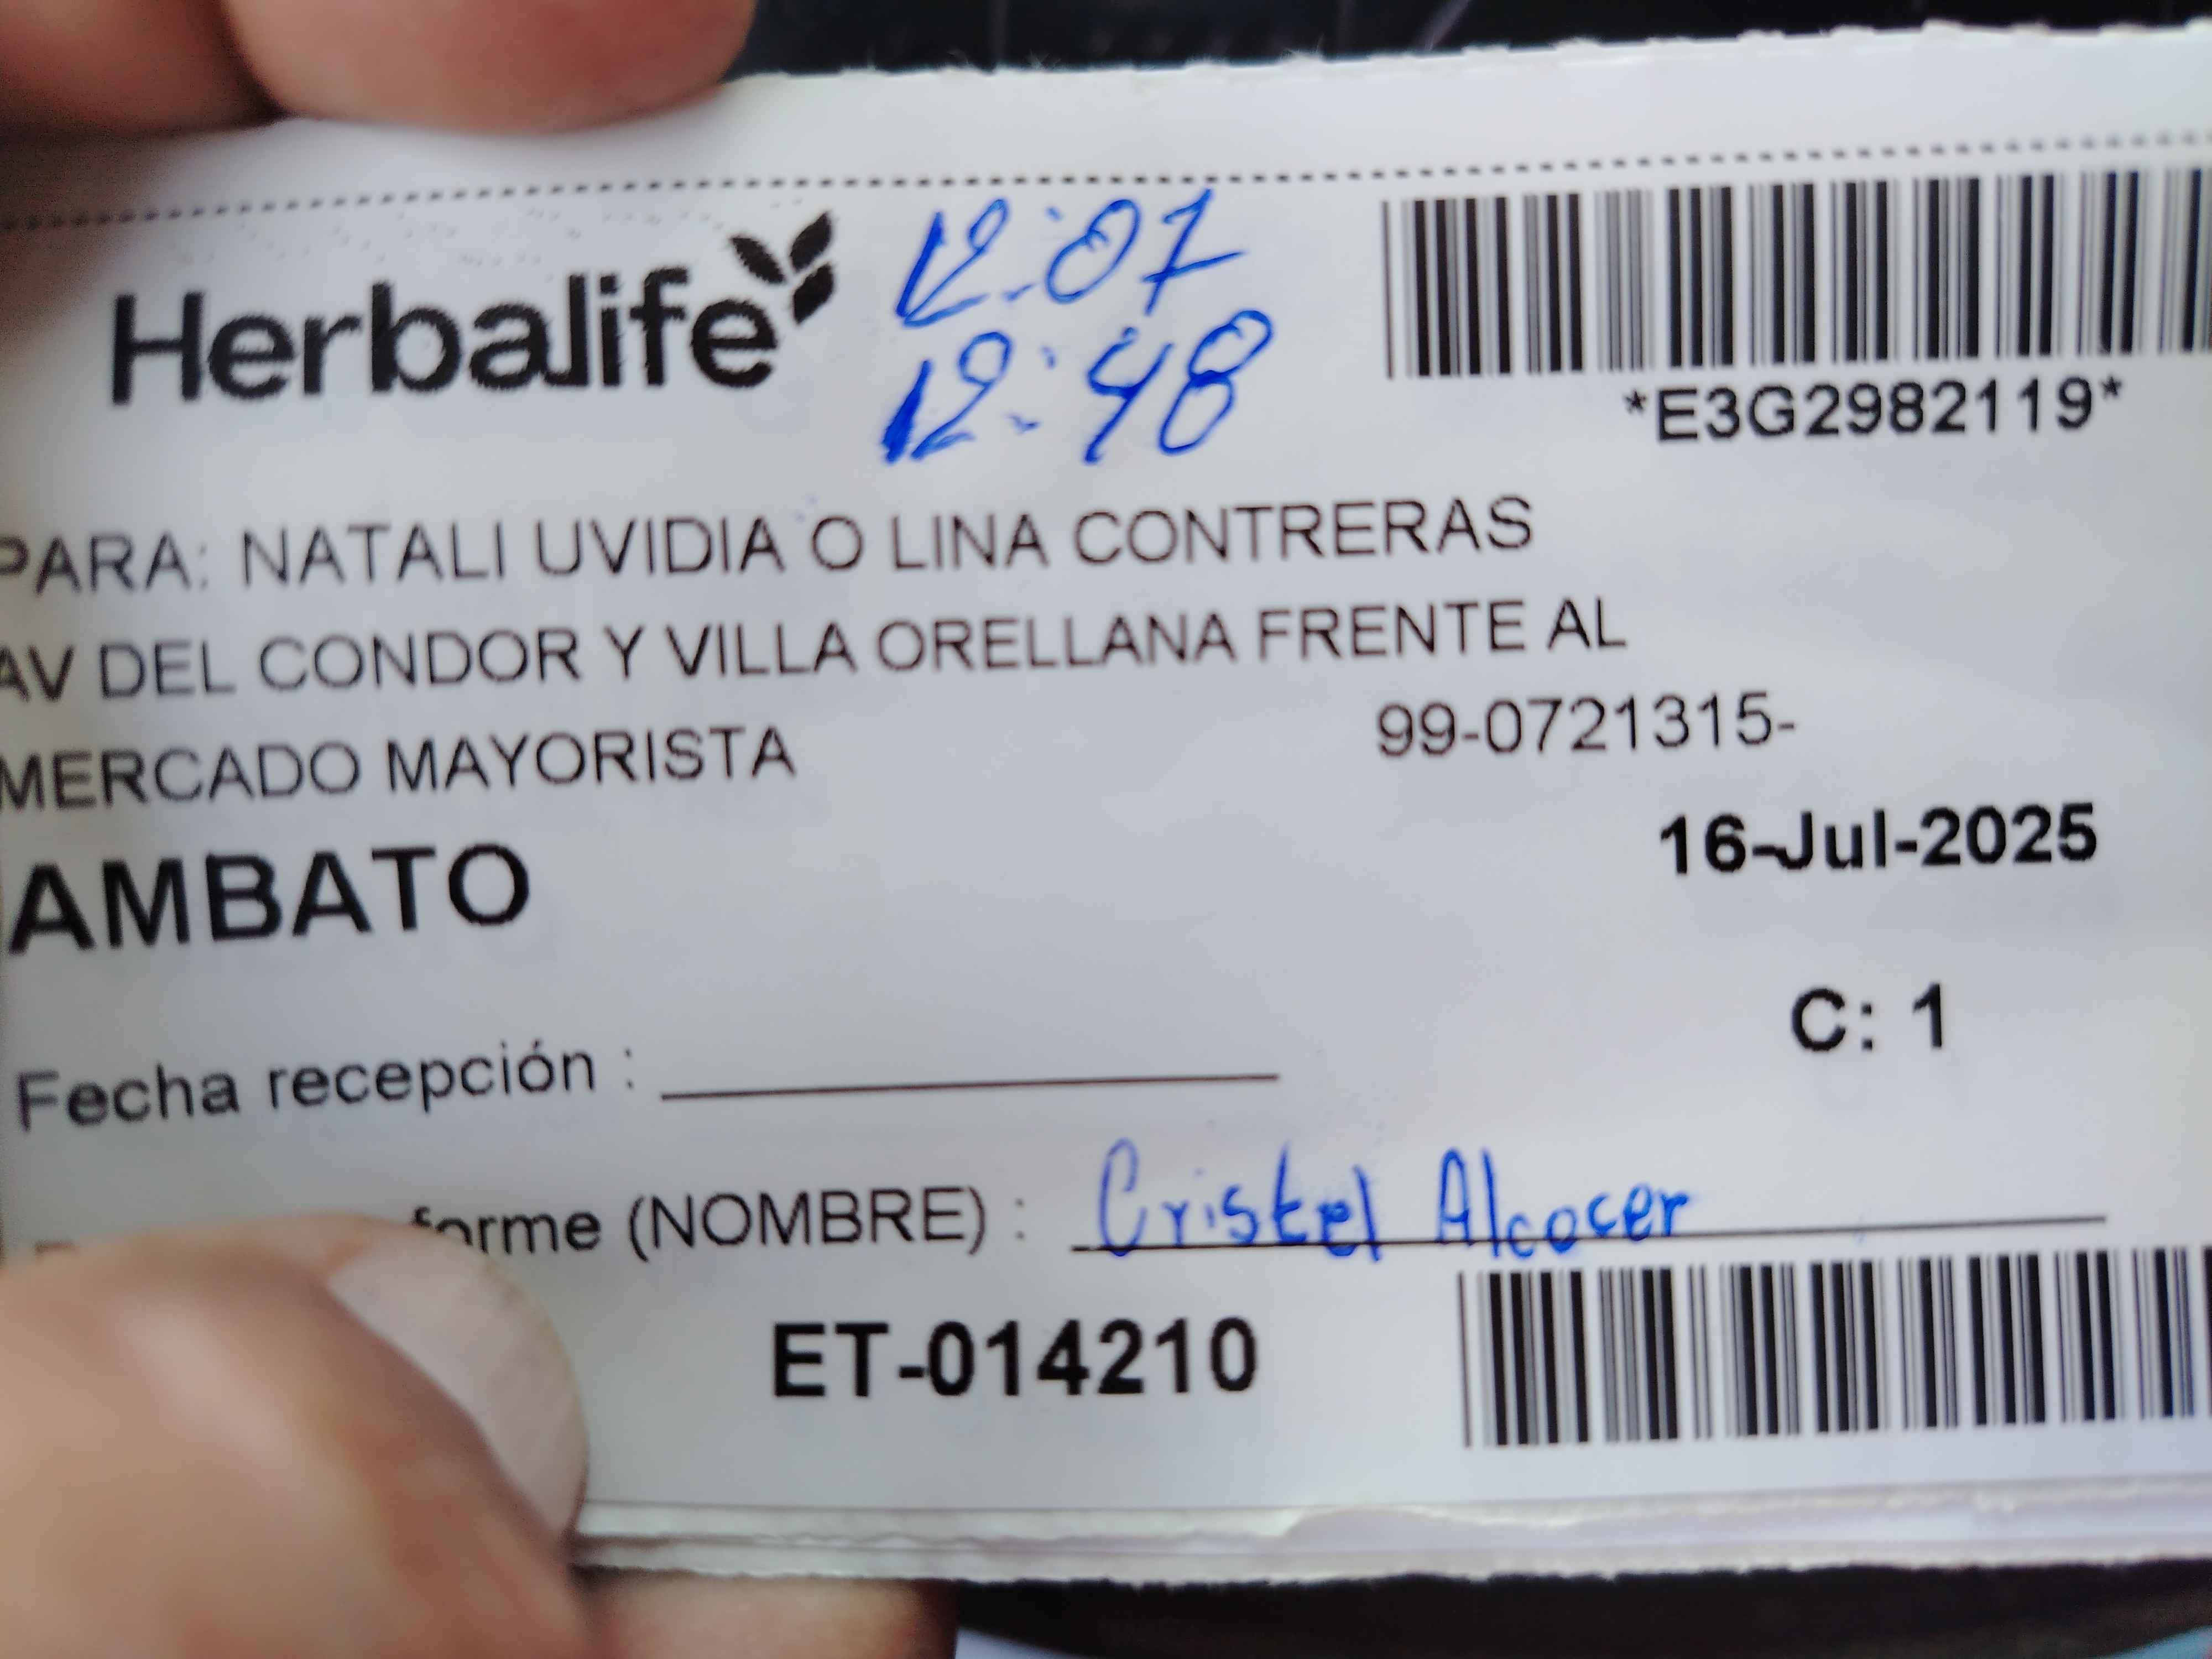 Herbalife
12:07
12:48
*E3G2982119*
PARA: NATALI UVIDIA O LINA CONTRERAS
AV DEL CONDOR Y VILLA ORELLANA FRENTE AL
MERCADO MAYORISTA 99-0721315-
AMBATO
16-Jul-2025
C: 1
Fecha recepción :
forme (NOMBRE) : Cristel Alcocer
ET-014210